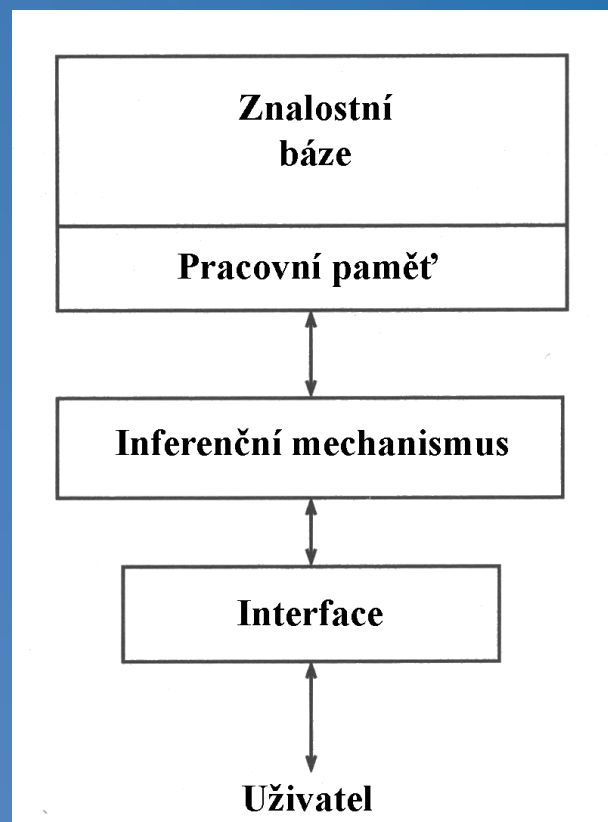 Znalostní
báze
Pracovní paměť
Inferenční mechanismus
Interface
Uživatel